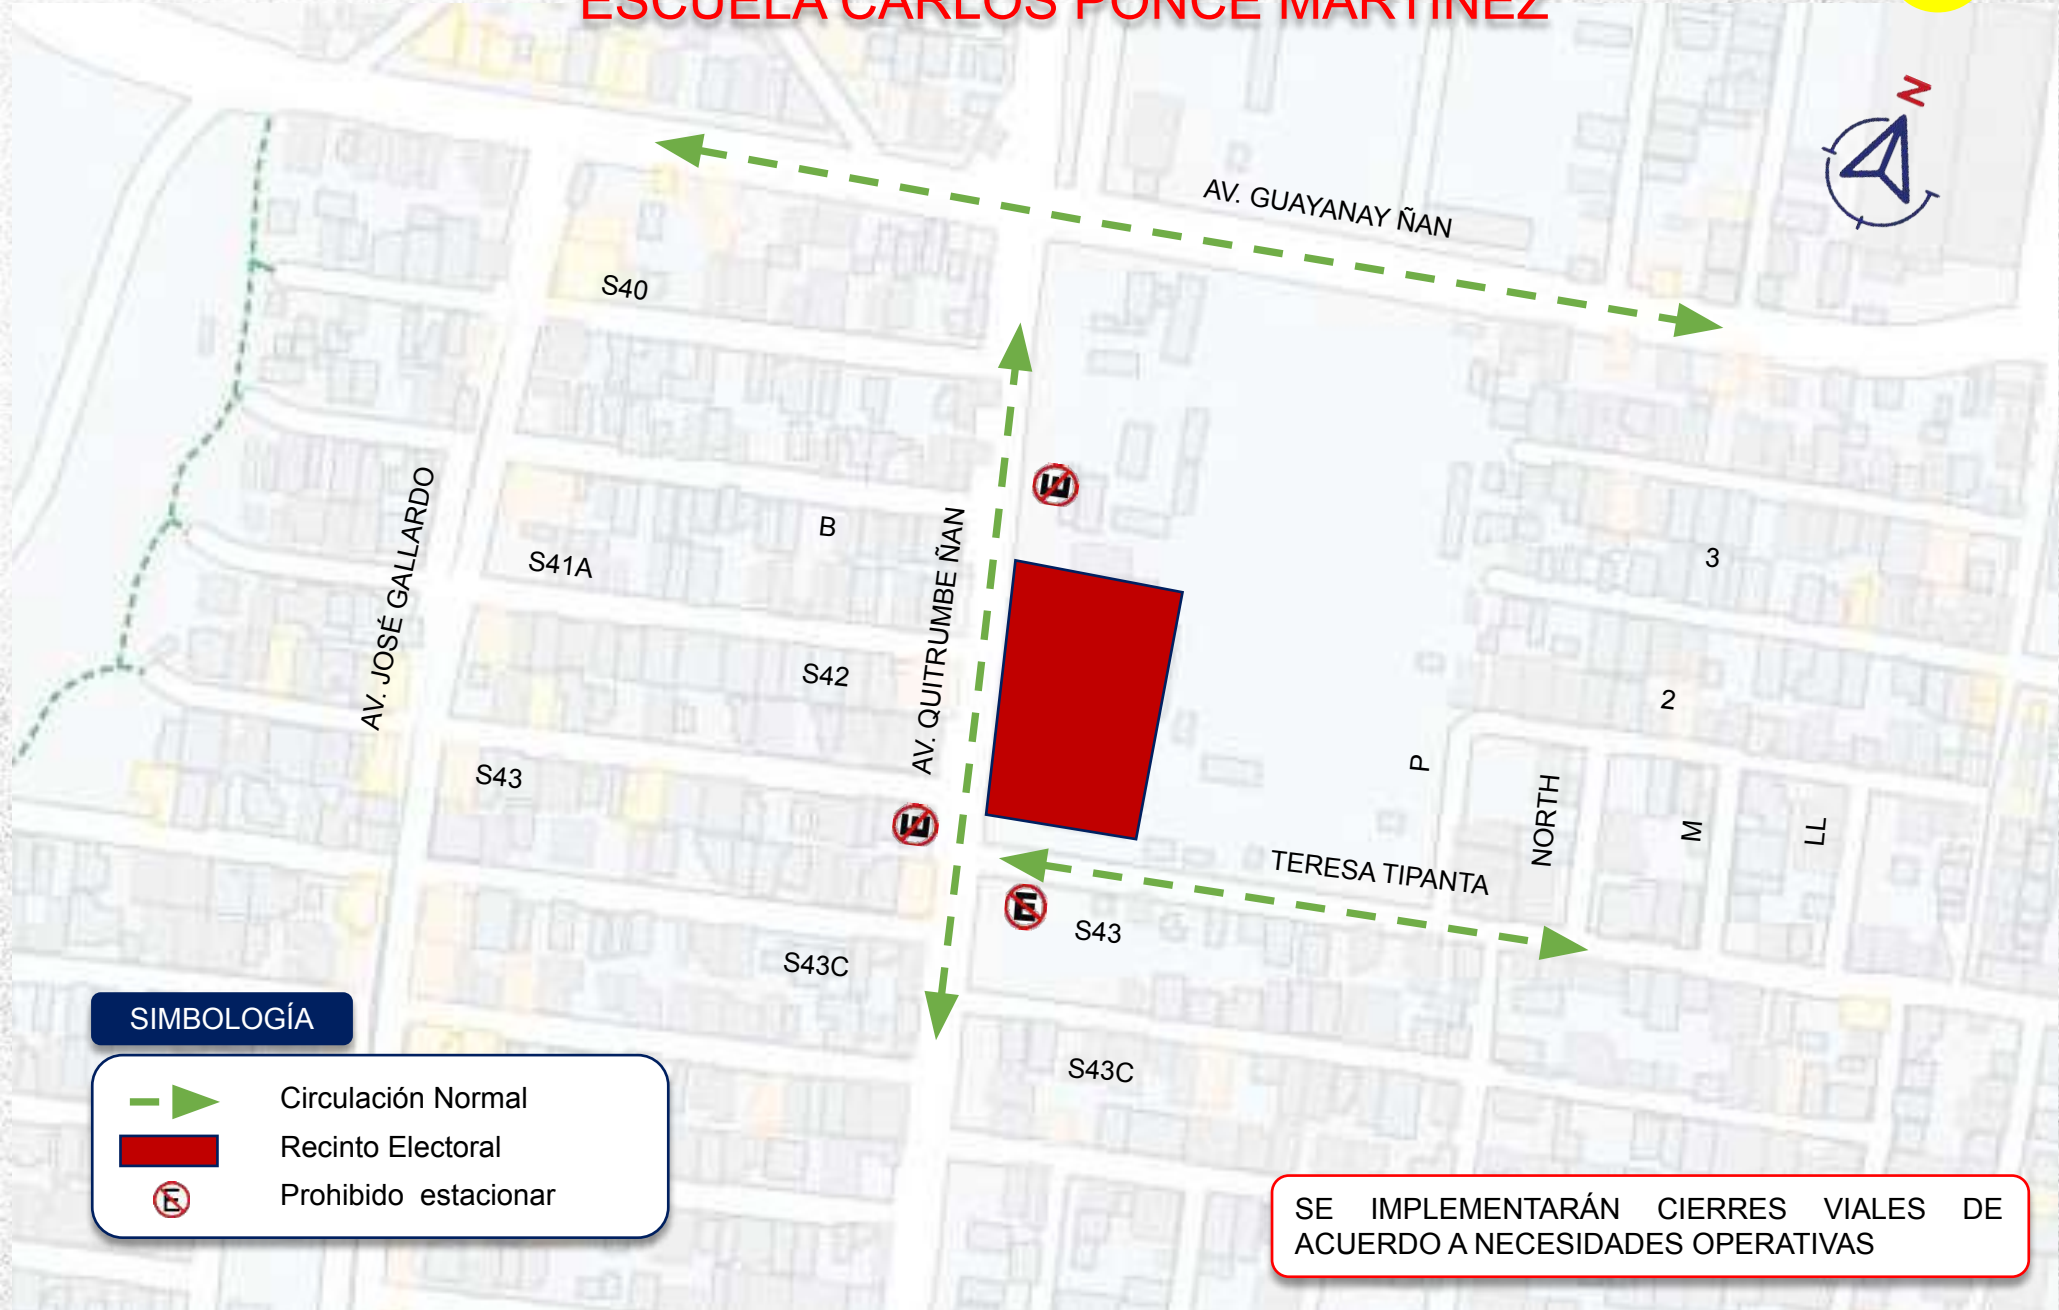 ESCUELA CARLOS PONCE MARTÍNEZ
N
AV. GUAYANAY ÑAN
S40
AV. JOSÉ GALLARDO
B
S41A
AV. QUITRUMBE ÑAN
E
3
S42
2
S43
P
NORTH
M
LL
E
TERESA TIPANTA
E
S43
S43C
S43C
SIMBOLOGÍA
Circulación Normal
Recinto Electoral
E
Prohibido estacionar
SE IMPLEMENTARÁN CIERRES VIALES DE
ACUERDO A NECESIDADES OPERATIVAS